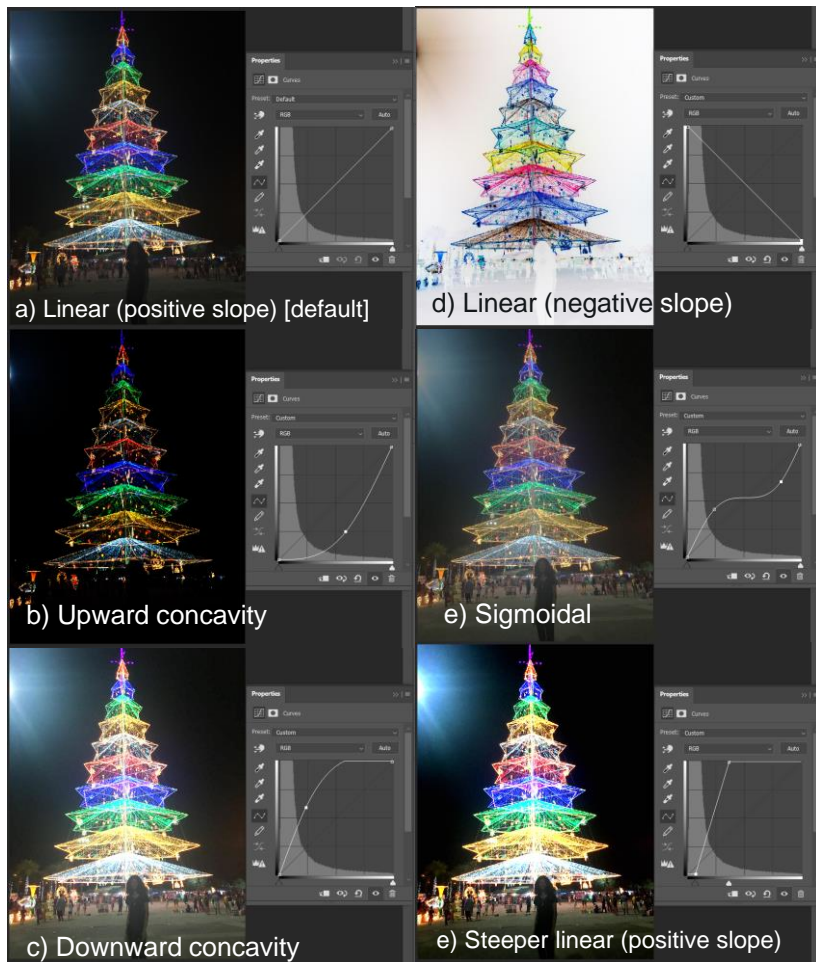 Properties
Curves
Preset: Default
RGB
Auto
a) Linear (positive slope) [default]
Properties
Curves
Preset: Custom
RGB
Auto
d) Linear (negative slope)
Properties
Curves
Preset: Custom
RGB
Auto
b) Upward concavity
Properties
Curves
Preset: Custom
RGB
Auto
e) Sigmoidal
Properties
Curves
Preset: Custom
RGB
Auto
c) Downward concavity
Properties
Curves
Preset: Custom
RGB
Auto
e) Steeper linear (positive slope)